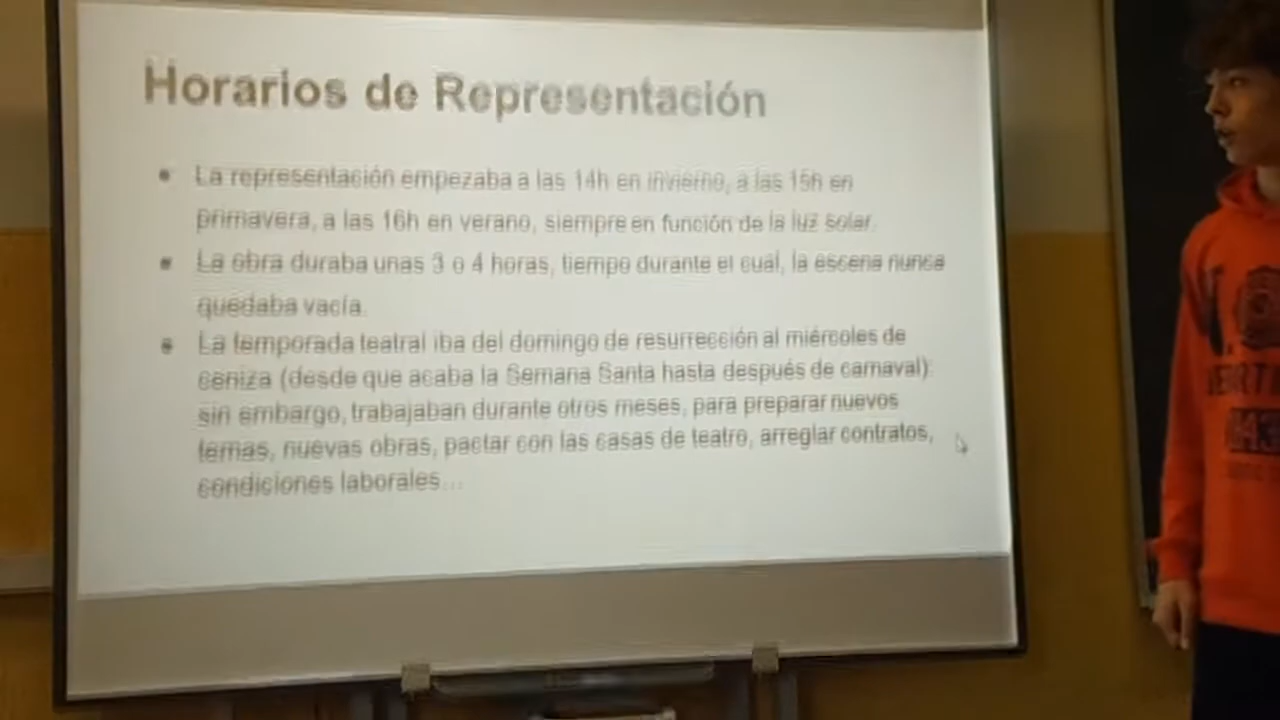 Horarios de Representación
La representación empezaba a las 14h en invierno, a las 15h en
primavera, a las 16h en verano, siempre en función de la luz solar.
La obra duraba unas 3 o 4 horas, tiempo durante el cual, la escena nunca
quedaba vacía.
La temporada teatral iba del domingo de resurrección al miércoles de
ceniza (desde que acaba la Semana Santa hasta después de carnaval)
sin embargo, trabajaban durante otros meses, para preparar nuevos
temas, nuevas obras, pactar con las casas de teatro, arreglar contratos,
condiciones laborales...